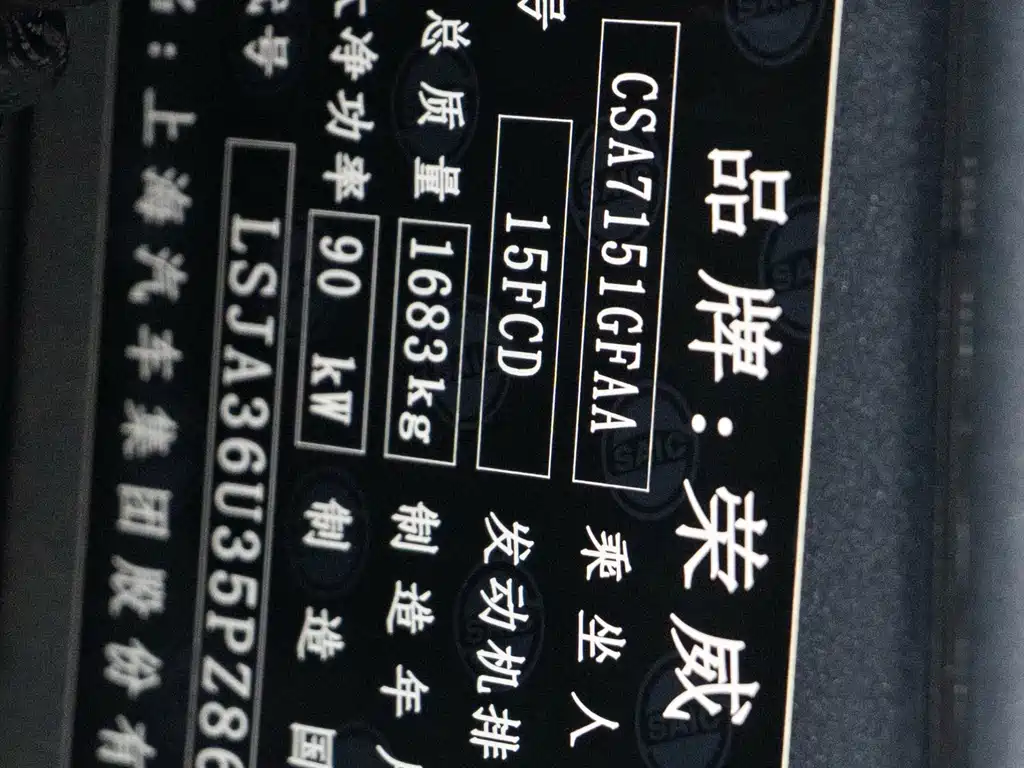 品牌:荣威
号 CSA7151GFAA 乘坐人
15FCD 发动机排
总质量 1683kg 制造年
净功率 90 kW 制造国
号 LSJA36U35PZ86
:上海汽车集团股份有